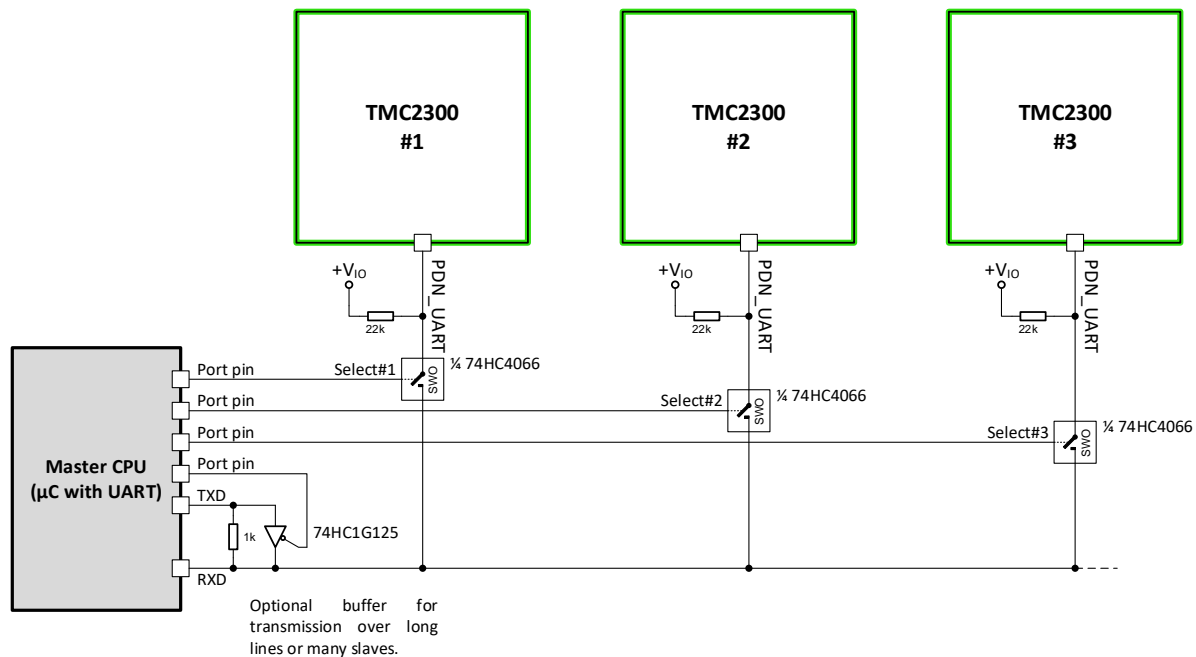 TMC2300
#1
TMC2300
#2
TMC2300
#3
+VIO
22k
PDN_UART
+VIO
22k
PDN_UART
+VIO
22k
PDN_UART
Select#1
SWO
¼ 74HC4066
Select#2
SWO
¼ 74HC4066
Select#3
SWO
¼ 74HC4066
Master CPU
(µC with UART)
Port pin
Port pin
Port pin
Port pin
TXD
1k
74HC1G125
RXD
Optional buffer for
transmission over long
lines or many slaves.